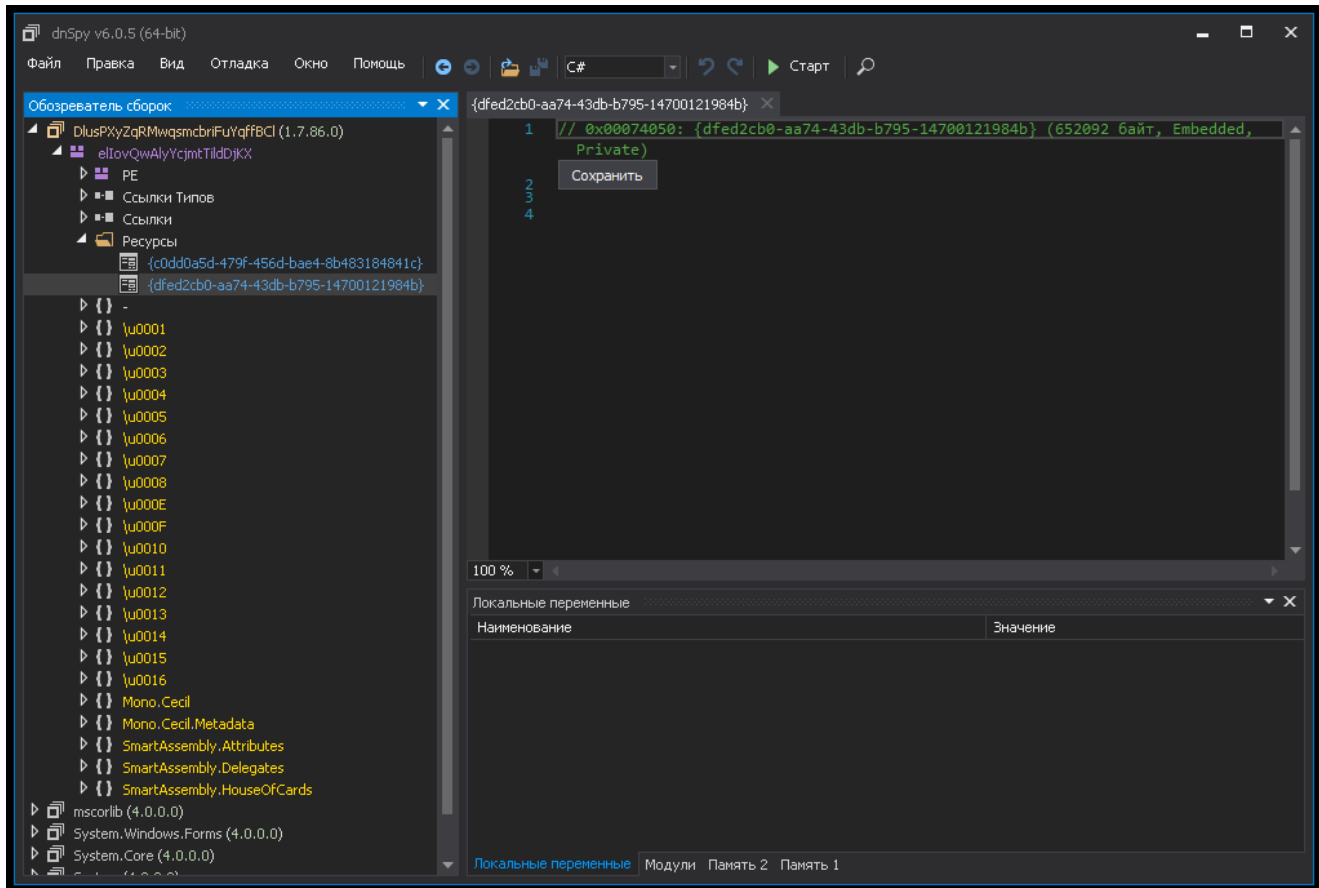 dnSpy v6.0.5 (64-bit)
Файл Правка Вид Отладка Окно Помощь C# Старт
Обозреватель сборок
DlusPXyZqRMwqsmcbriFuYqffBCl (1.7.86.0)
elIovQwAlyYcjmtTildDjKX
PE
Ссылки Типов
Ссылки
Ресурсы
{c0dd0a5d-479f-456d-bae4-8b483184841c}
{dfed2cb0-aa74-43db-b795-14700121984b}
{ } -
{ } \u0001
{ } \u0002
{ } \u0003
{ } \u0004
{ } \u0005
{ } \u0006
{ } \u0007
{ } \u0008
{ } \u000E
{ } \u000F
{ } \u0010
{ } \u0011
{ } \u0012
{ } \u0013
{ } \u0014
{ } \u0015
{ } \u0016
{ } Mono.Cecil
{ } Mono.Cecil.Metadata
{ } SmartAssembly.Attributes
{ } SmartAssembly.Delegates
{ } SmartAssembly.HouseOfCards
mscorlib (4.0.0.0)
System.Windows.Forms (4.0.0.0)
System.Core (4.0.0.0)
{dfed2cb0-aa74-43db-b795-14700121984b}
1 // 0x00074050: {dfed2cb0-aa74-43db-b795-14700121984b} (652092 байт, Embedded,
Private)
Сохранить
2
3
4
100 %
Локальные переменные
Наименование Значение
Локальные переменные Модули Память 2 Память 1